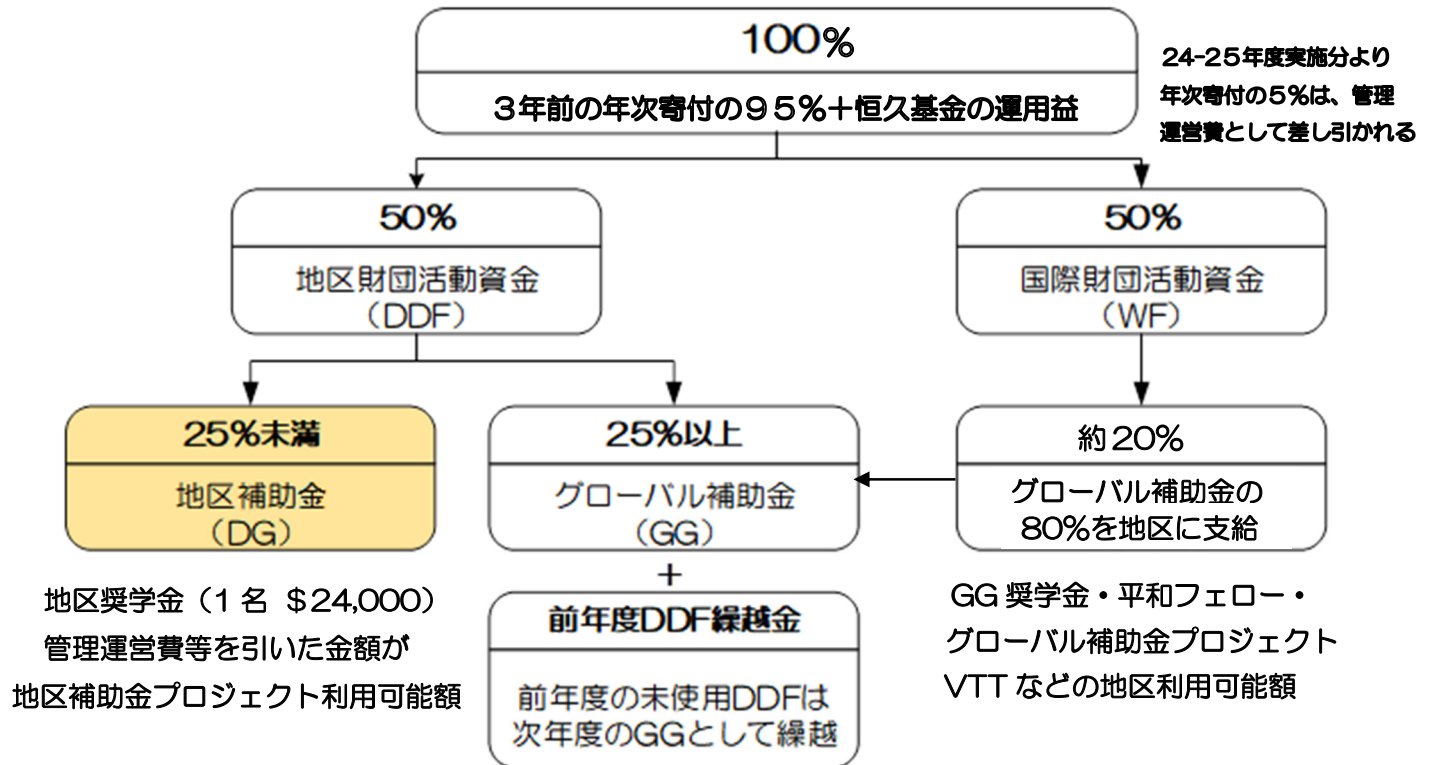 100%
3年前の年次寄付の95%+恒久基金の運用益
24-25年度実施分より
年次寄付の5%は、管理
運営費として差し引かれる
50%
地区財団活動資金
(DDF)
50%
国際財団活動資金
(WF)
25%未満
地区補助金
(DG)
25%以上
グローバル補助金
(GG)
約20%
グローバル補助金の
80%を地区に支給
地区奨学金(1名 $24,000)
管理運営費等を引いた金額が
地区補助金プロジェクト利用可能額
+
前年度DDF繰越金
前年度の未使用DDFは
次年度のGGとして繰越
GG奨学金・平和フェロー・
グローバル補助金プロジェクト
VTTなどの地区利用可能額